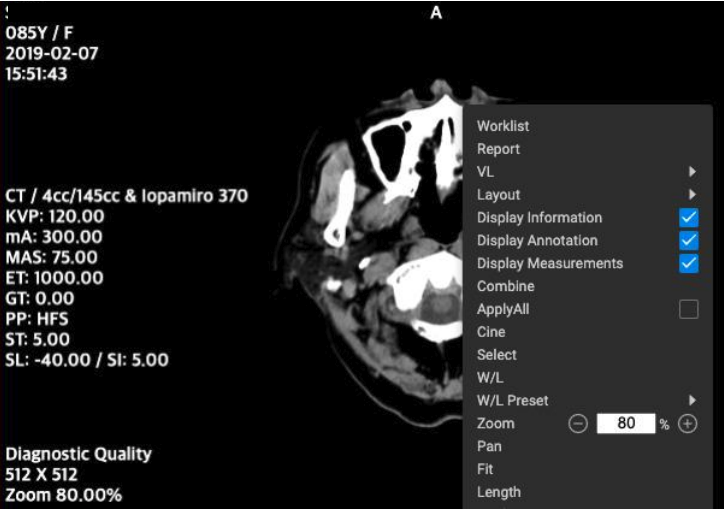 A
085Y / F
2019-02-07
15:51:43
CT / 4cc/145cc & Iopamiro 370
KVP: 120.00
mA: 300.00
MAS: 75.00
ET: 1000.00
GT: 0.00
PP: HFS
ST: 5.00
SL: -40.00 / SI: 5.00
Diagnostic Quality
512 X 512
Zoom 80.00%
Worklist
Report
VL
Layout
Display Information
Display Annotation
Display Measurements
Combine
ApplyAll
Cine
Select
W/L
W/L Preset
Zoom 80 %
Pan
Fit
Length